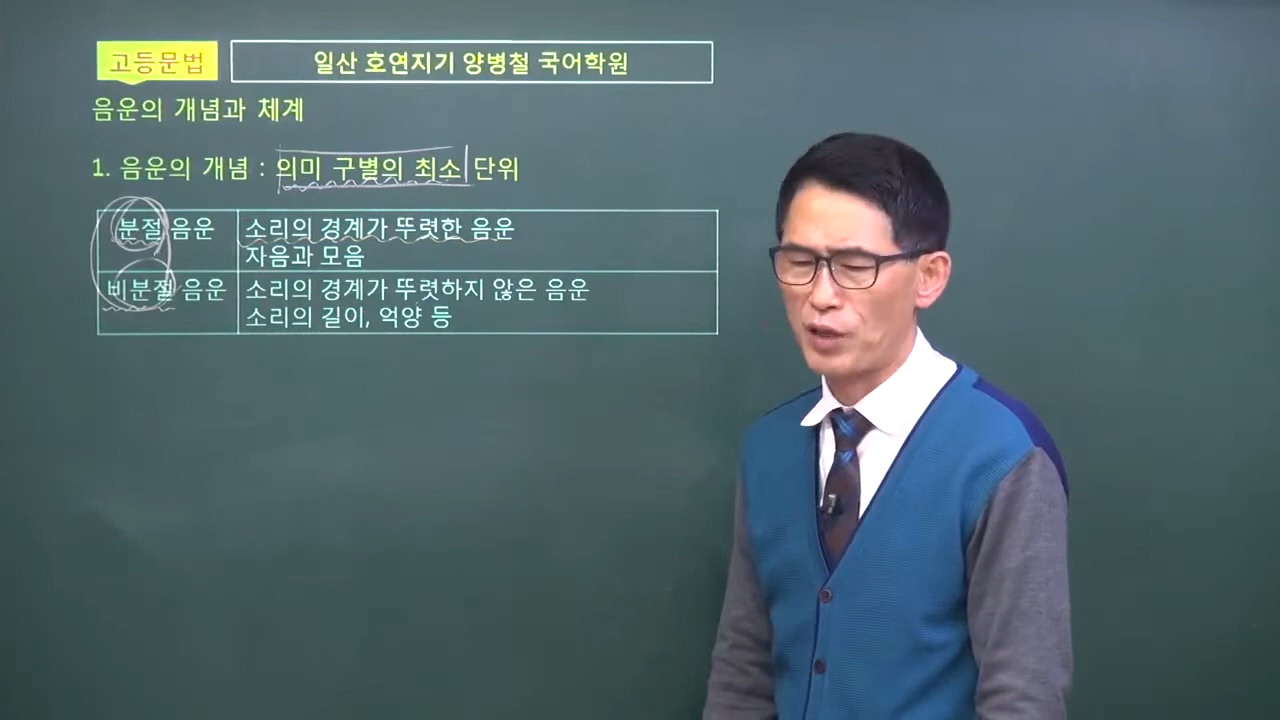 고등문법
일산 호연지기 양병철 국어학원
음운의 개념과 체계
1. 음운의 개념 : 의미 구별의 최소 단위
분절 음운
소리의 경계가 뚜렷한 음운
자음과 모음
비분절 음운
소리의 경계가 뚜렷하지 않은 음운
소리의 길이, 억양 등